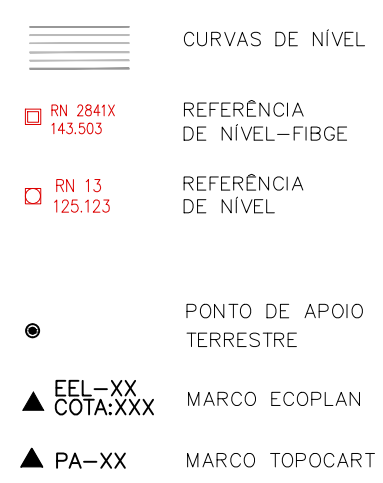 CURVAS DE NÍVEL
RN 2841X
143.503
REFERÊNCIA
DE NÍVEL-FIBGE
RN 13
125.123
REFERÊNCIA
DE NÍVEL
PONTO DE APOIO
TERRESTRE
EEL-XX
COTA:XXX
MARCO ECOPLAN
PA-XX
MARCO TOPOCART